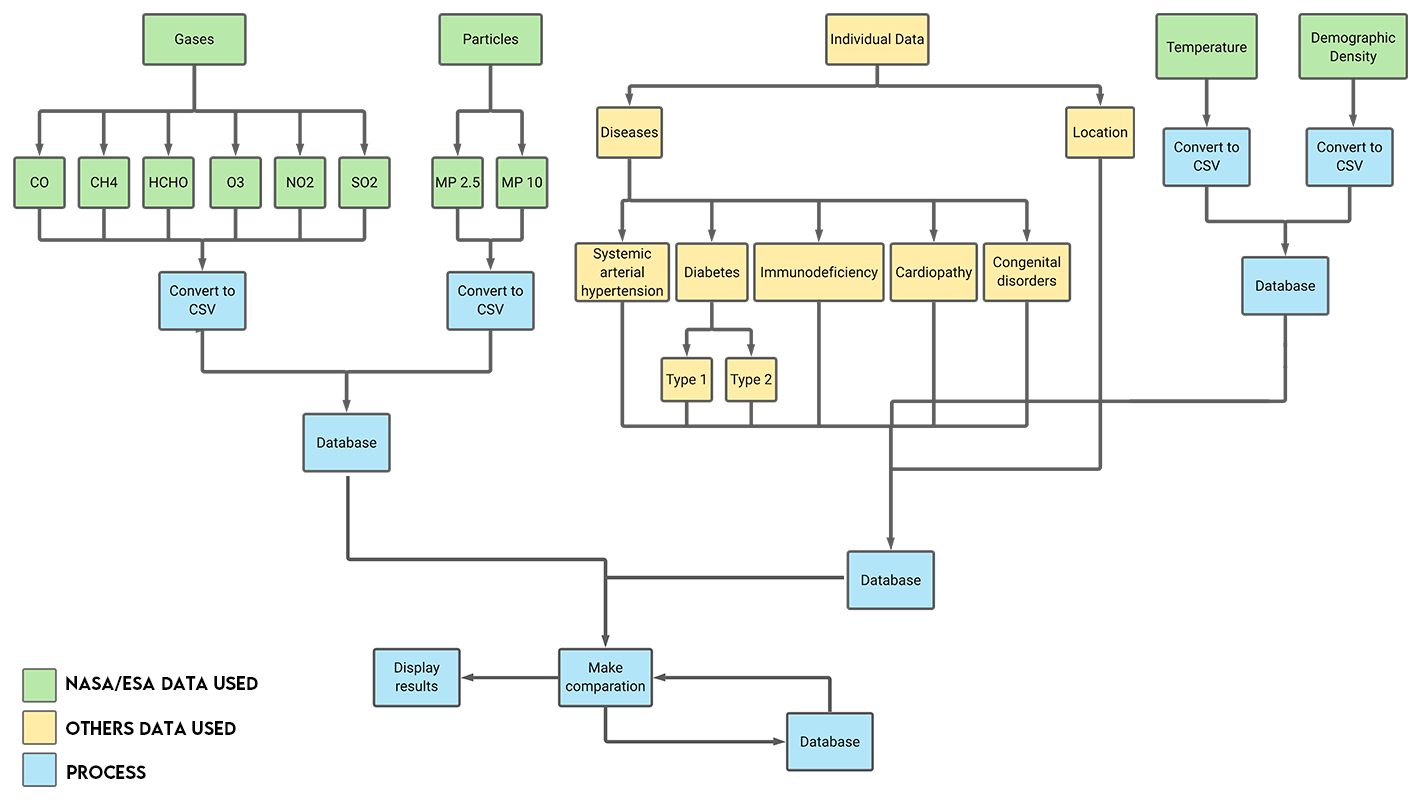 Gases
Particles
Individual Data
Temperature
Demographic
Density
Diseases
Location
Convert to
CSV
Convert to
CSV
CO
CH4
HCHO
O3
NO2
SO2
MP 2.5
MP 10
Systemic
arterial
hypertension
Diabetes
Immunodeficiency
Cardiopathy
Congenital
disorders
Convert to
CSV
Convert to
CSV
Database
Type 1
Type 2
Database
Database
Display
results
Make
comparation
Database
NASA/ESA DATA USED
OTHERS DATA USED
PROCESS